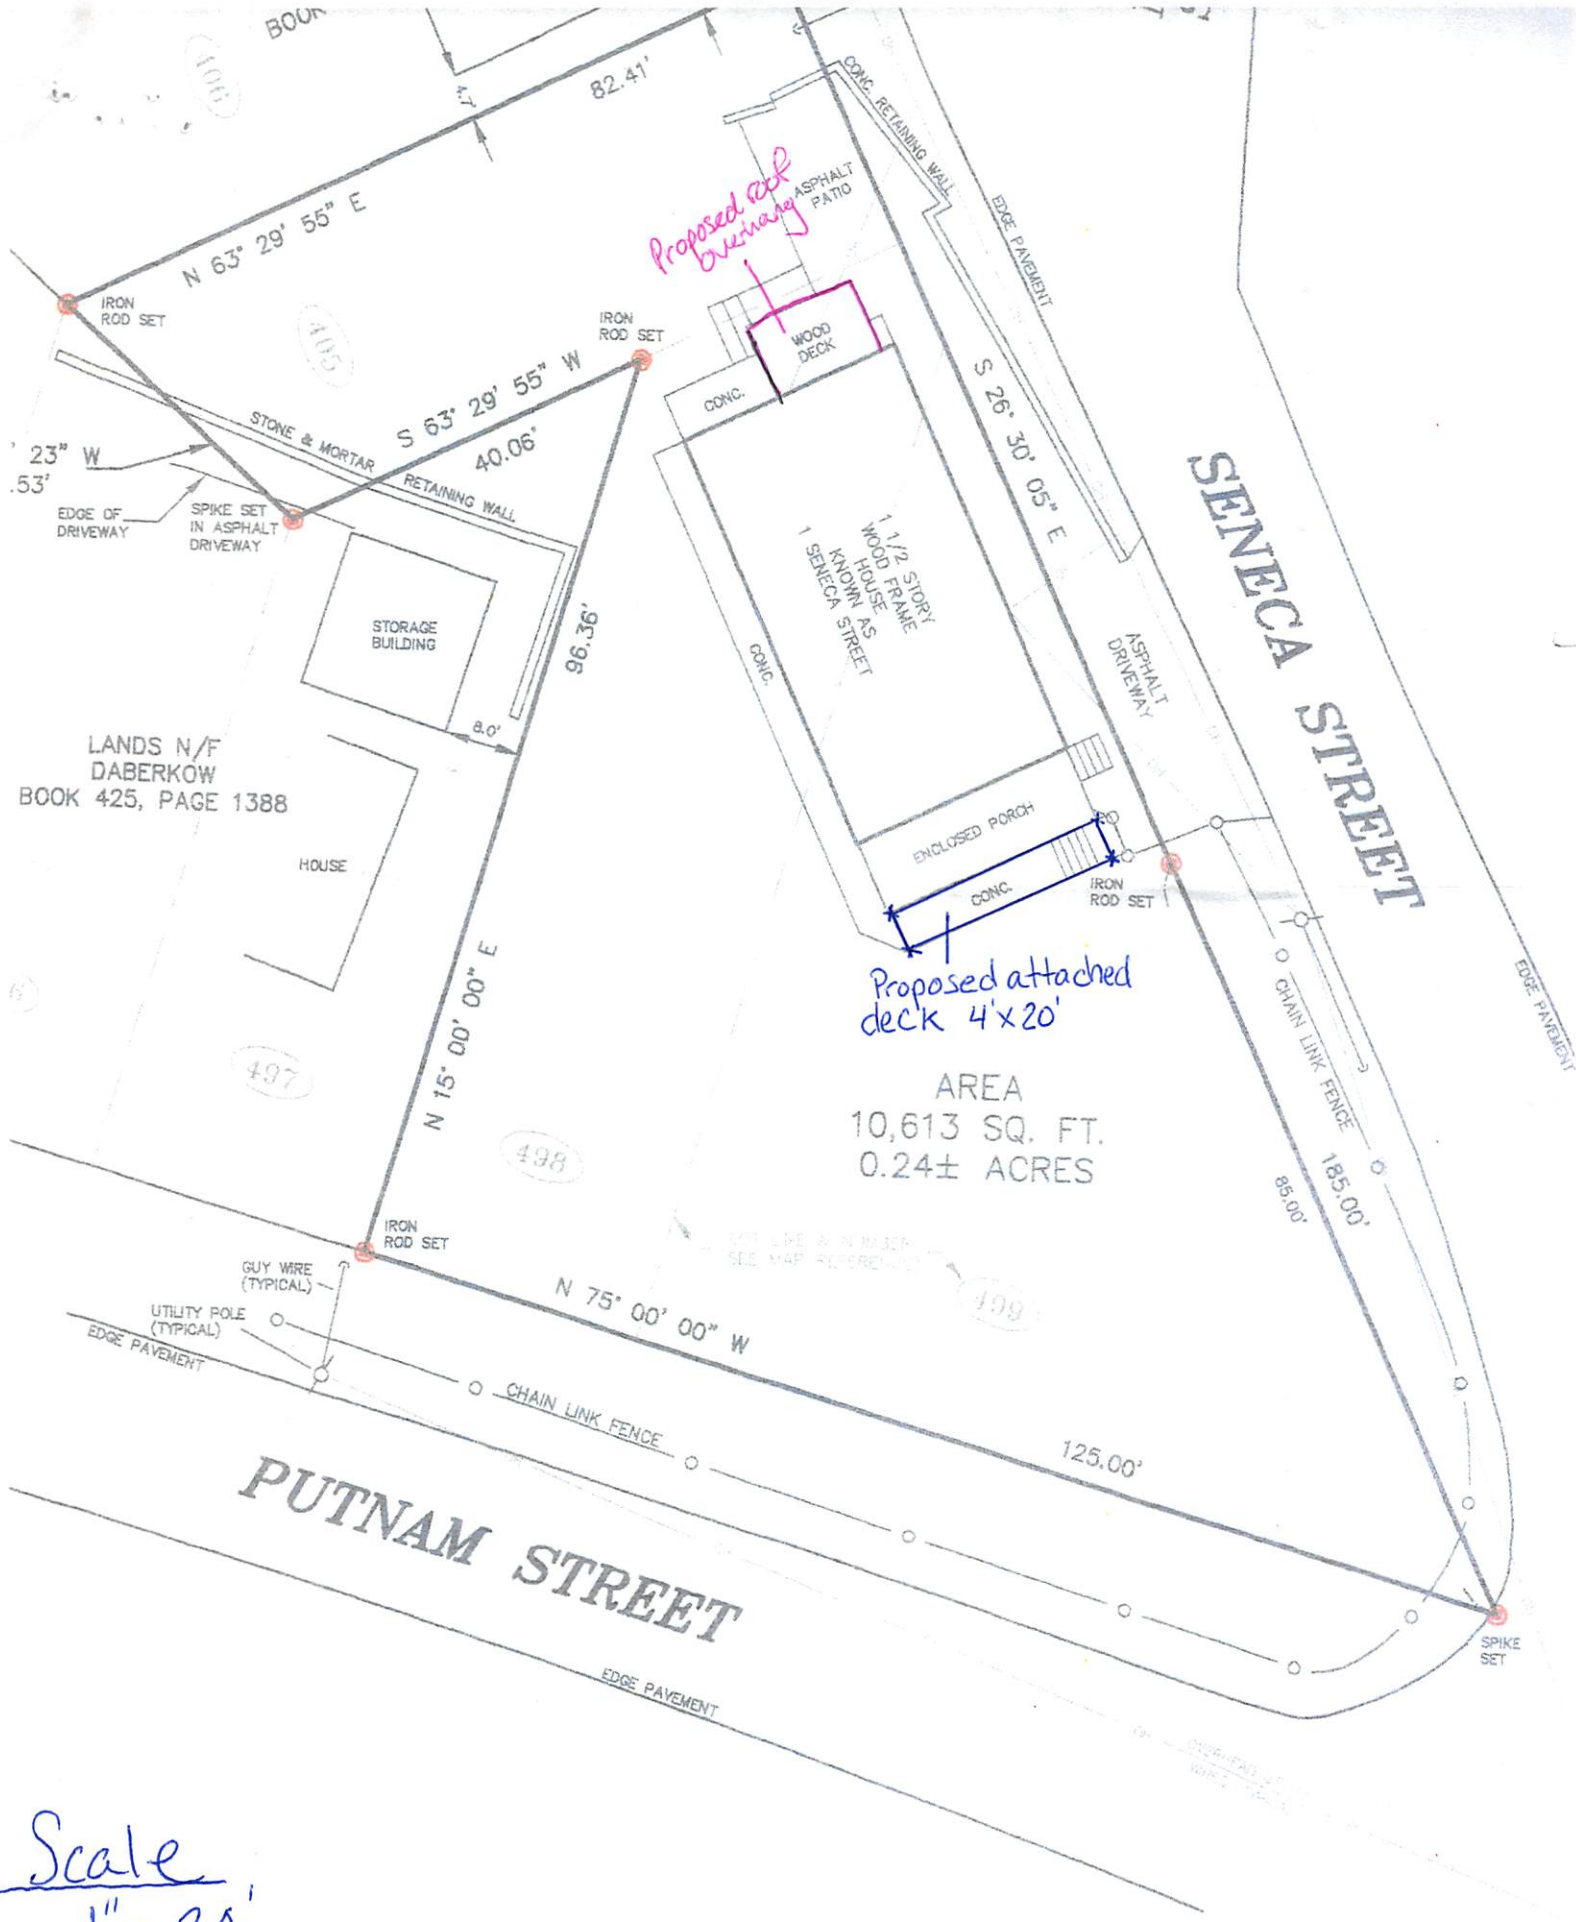 BOOK
406
4.7'
82.41'
CONC. RETAINING WALL
ASPHALT
PATIO
EDGE PAVEMENT
Proposed roof
overhang
N 63° 29' 55" E
IRON
ROD SET
405
IRON
ROD SET
WOOD
DECK
CONC.
S 63° 29' 55" W
40.06'
STONE & MORTAR
RETAINING WALL
' 23" W
.53'
EDGE OF
DRIVEWAY
SPIKE SET
IN ASPHALT
DRIVEWAY
S 26° 30' 05" E
1 1/2 STORY
WOOD FRAME
HOUSE
KNOWN AS
1 SENECA STREET
SENECA STREET
STORAGE
BUILDING
96.36'
CONC.
ASPHALT
DRIVEWAY
8.0'
LANDS N/F
DABERKOW
BOOK 425, PAGE 1388
HOUSE
ENCLOSED PORCH
CONC.
IRON
ROD SET
Proposed attached
deck 4'x20'
N 15° 00' 00" E
CHAIN LINK FENCE
EDGE PAVEMENT
497
498
AREA
10,613 SQ. FT.
0.24± ACRES
185.00'
85.00'
IRON
ROD SET
GUY WIRE
(TYPICAL)
UTILITY POLE
(TYPICAL)
EDGE PAVEMENT
SEE MAP REFERENCE
499
N 75° 00' 00" W
CHAIN LINK FENCE
125.00'
PUTNAM STREET
EDGE PAVEMENT
SPIKE
SET
OVERHEAD
Scale